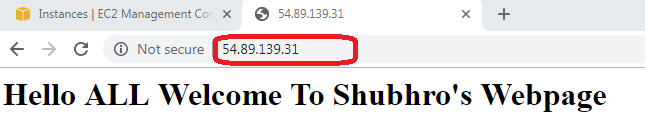 Instances | EC2 Management Con
54.89.139.31
Not secure
54.89.139.31
Hello ALL Welcome To Shubhro's Webpage